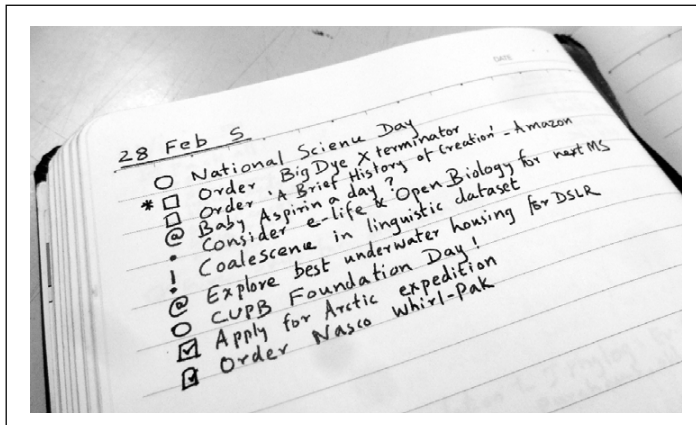 DATE
28 Feb S
○ National Science Day
* □ Order BigDye Xterminator
□ Order 'A Brief History of Creation' - Amazon
@ Baby Aspirin a day?
• Consider e-life & Open Biology for next MS
! Coalescence in linguistic dataset
@ Explore best underwater housing for DSLR
○ CUPB Foundation Day!
☑ Apply for Arctic expedition
☑ Order Nasco Whirl-Pak